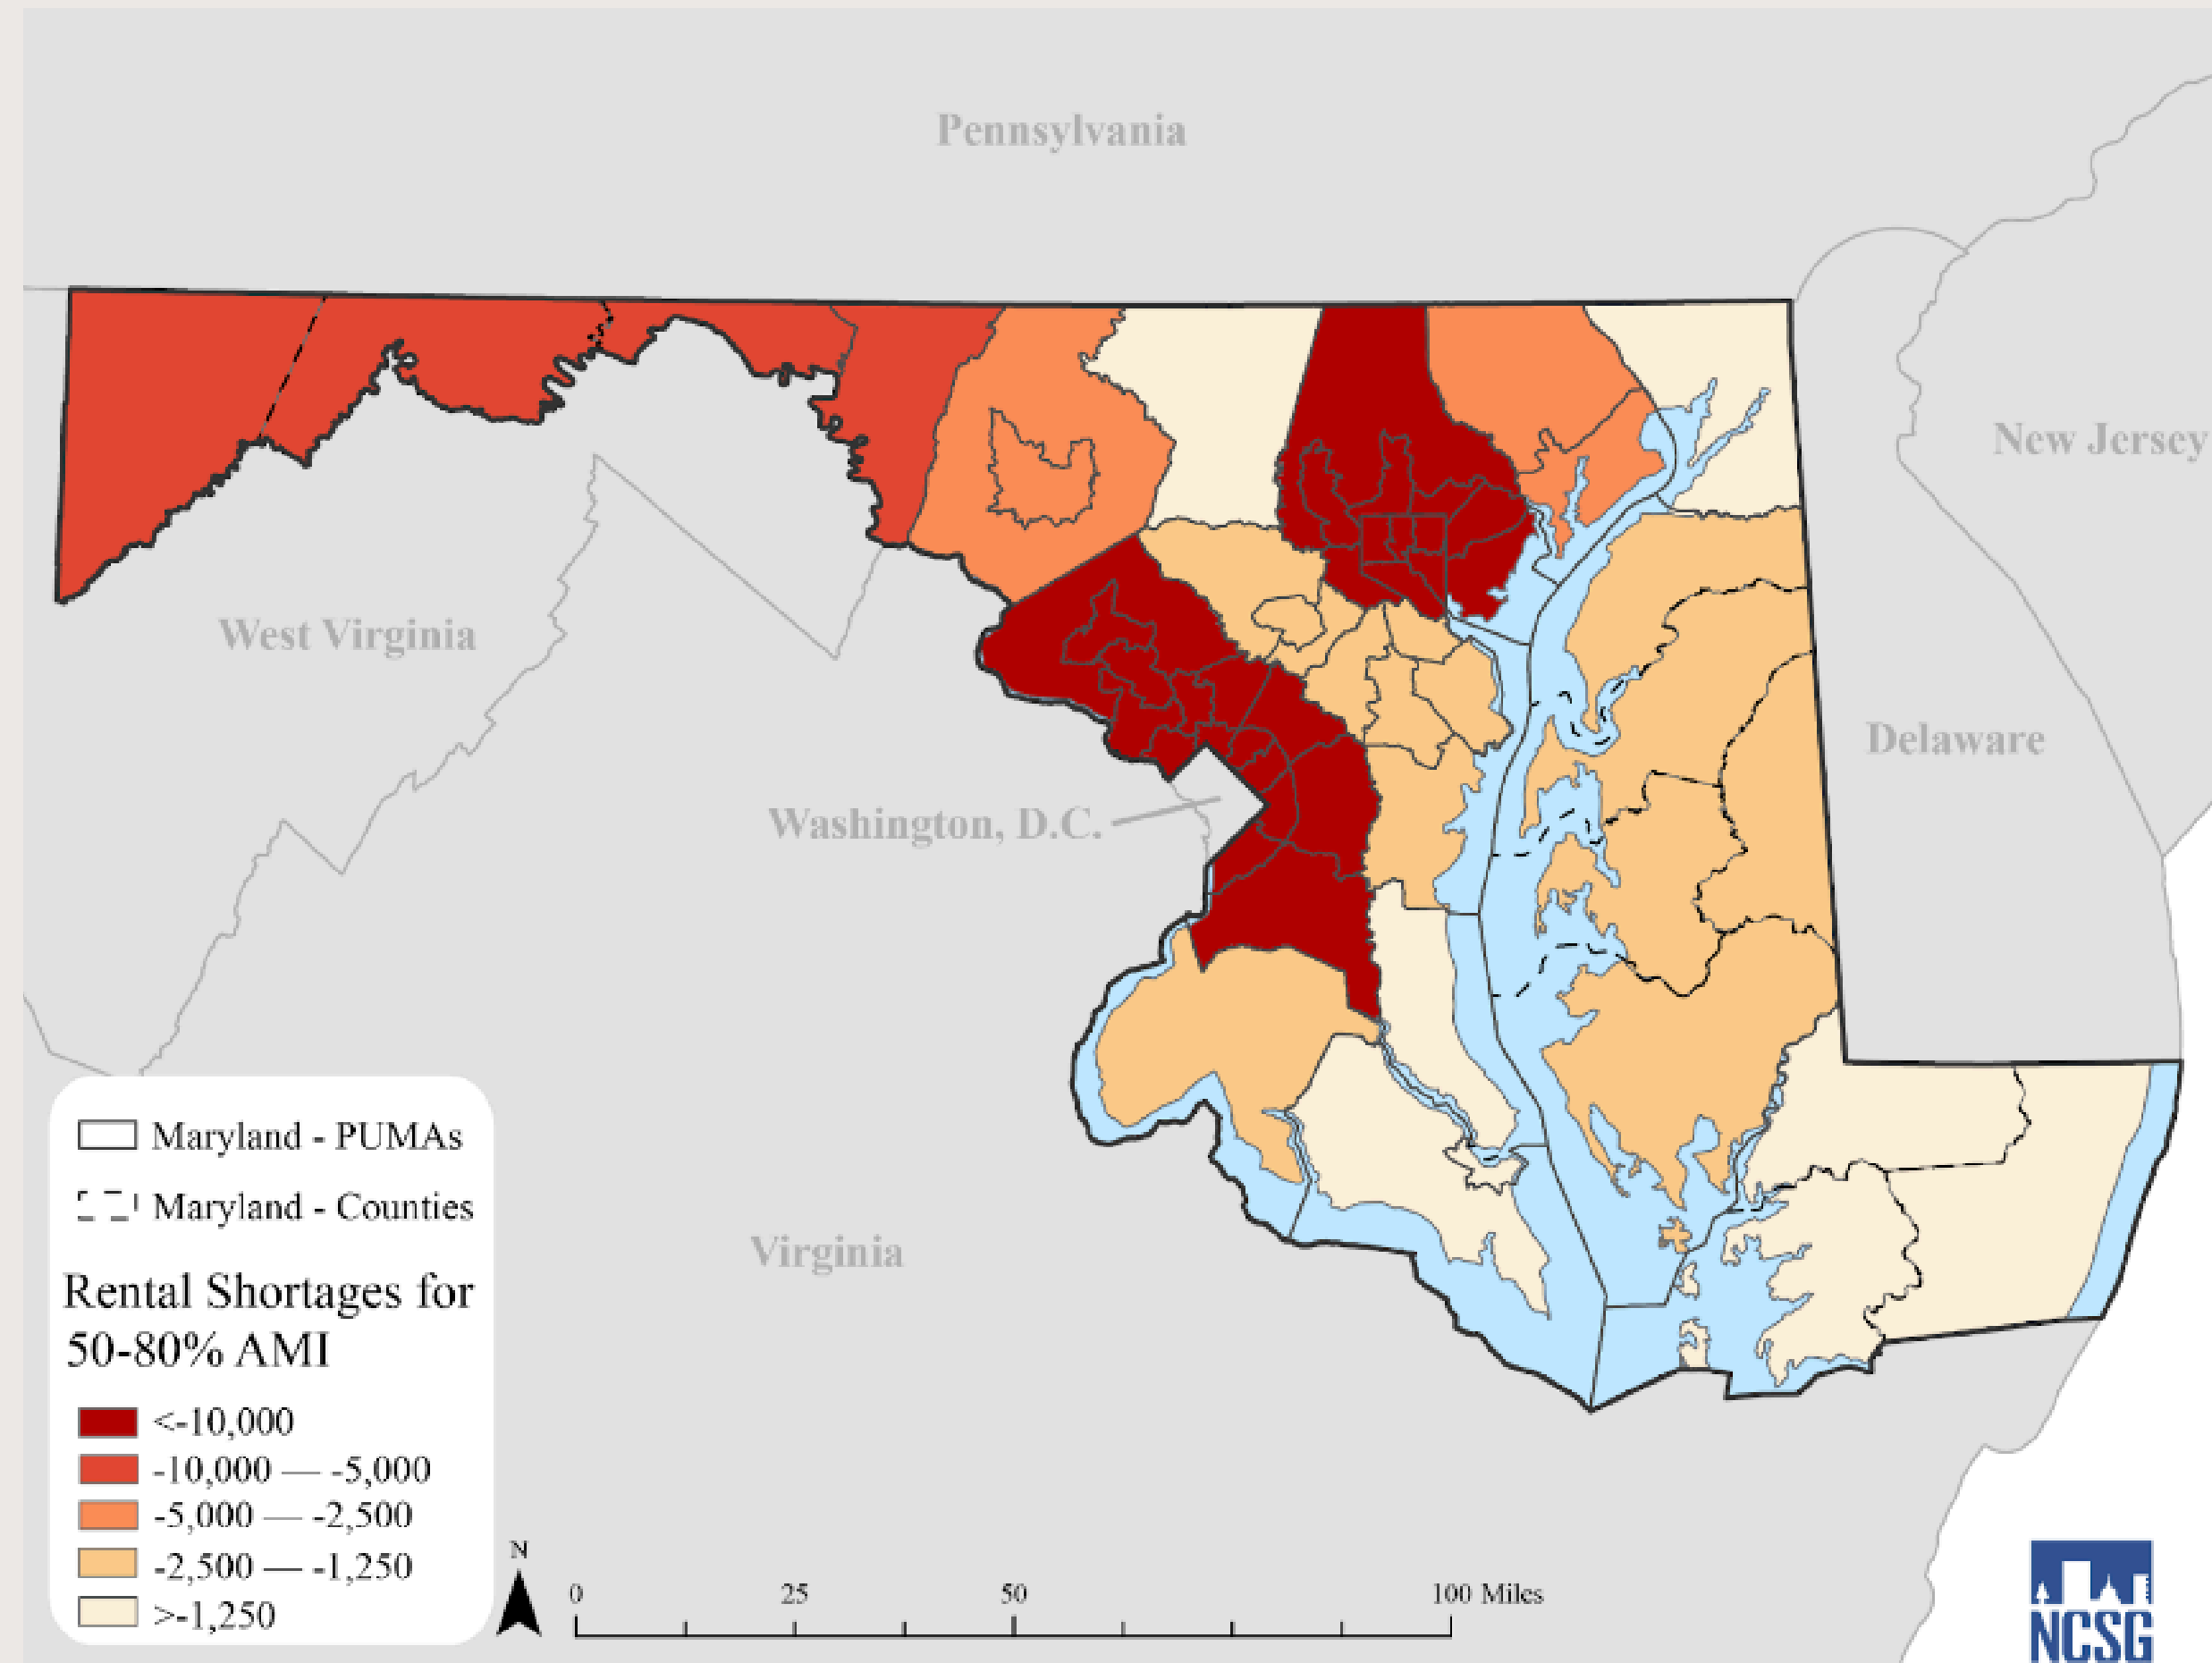 Pennsylvania
New Jersey
West Virginia
Delaware
Washington, D.C.
Virginia
Maryland - PUMAs
Maryland - Counties
Rental Shortages for
50-80% AMI
<-10,000
-10,000 — -5,000
-5,000 — -2,500
-2,500 — -1,250
>-1,250
N
0 25 50 100 Miles
NCSG